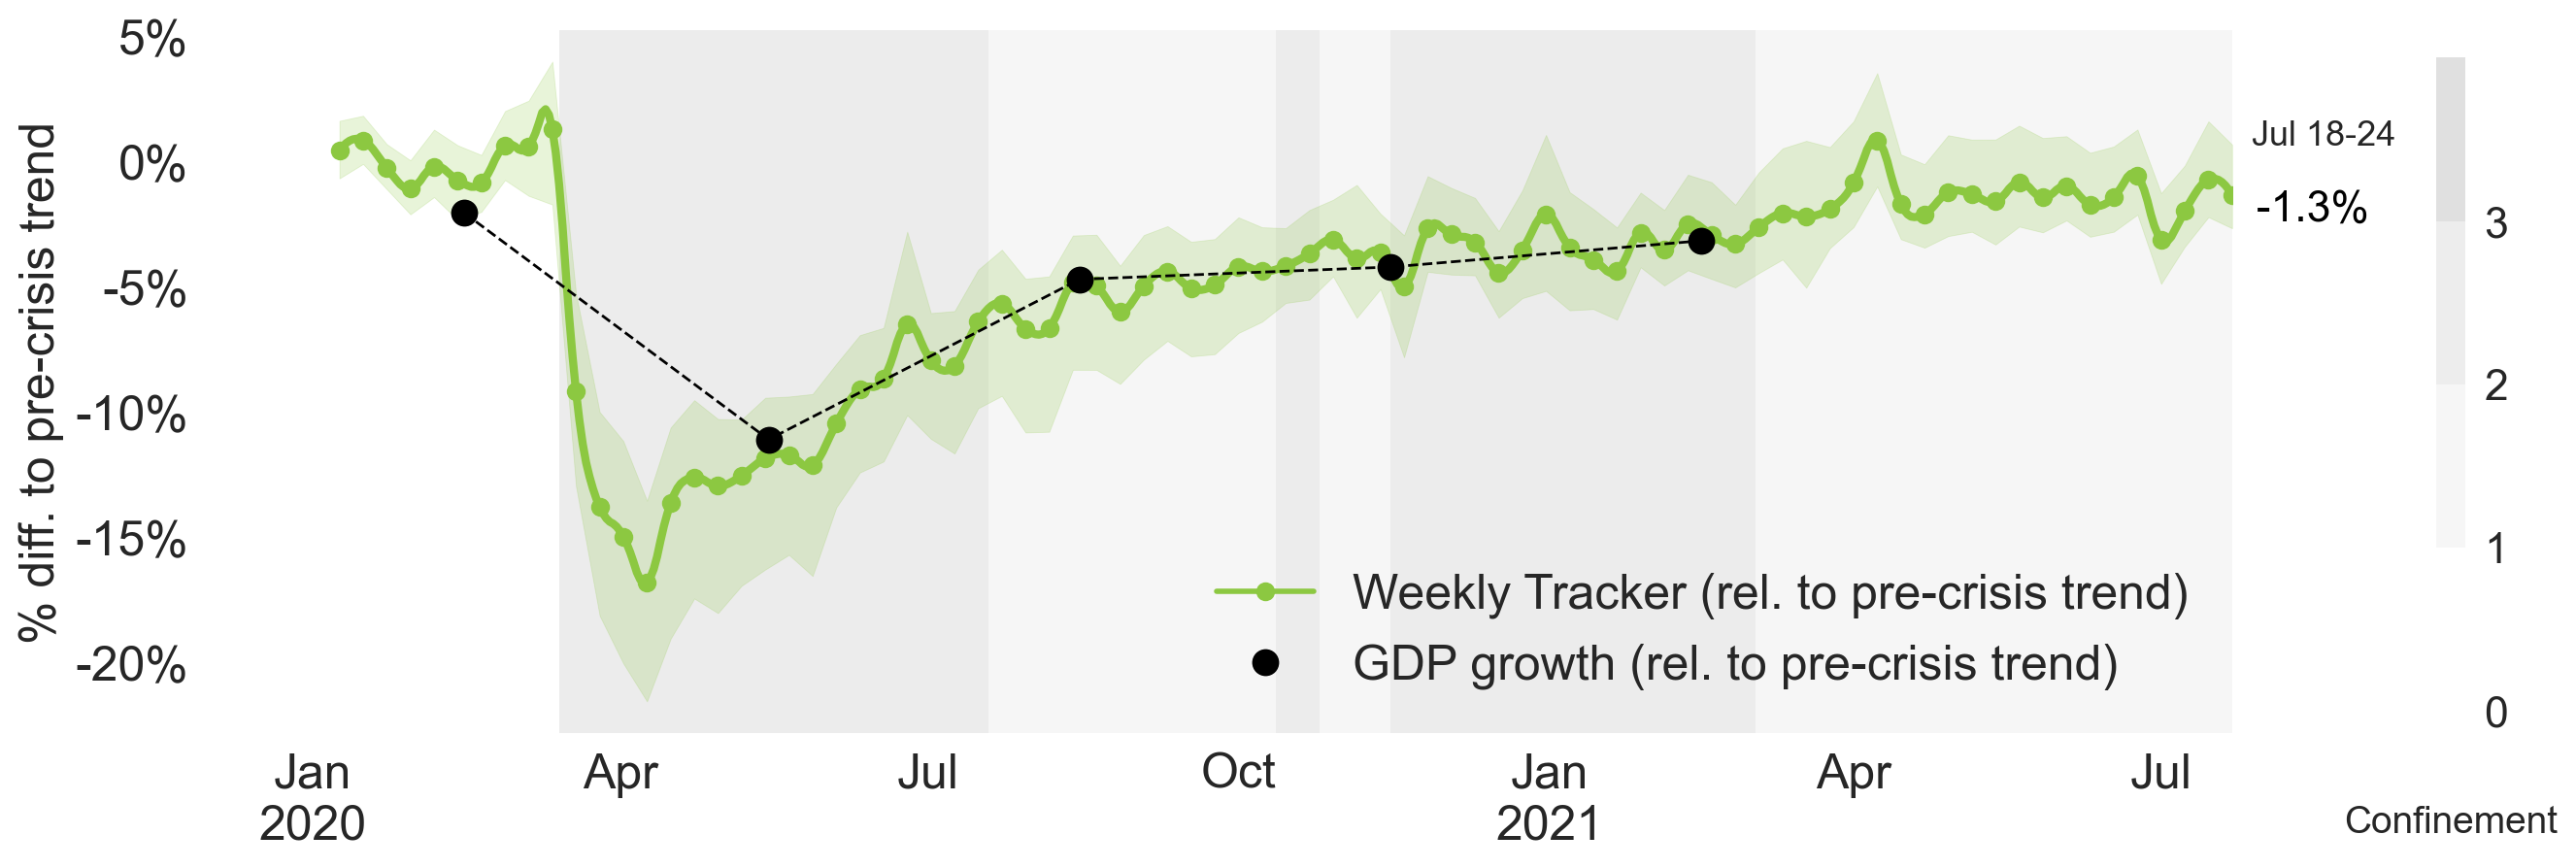 5%
0%
-5%
-10%
-15%
-20%
% diff. to pre-crisis trend
Jul 18-24
-1.3%
3
2
1
0
Confinement
Weekly Tracker (rel. to pre-crisis trend)
GDP growth (rel. to pre-crisis trend)
Jan Apr Jul Oct Jan Apr Jul
2020 2021